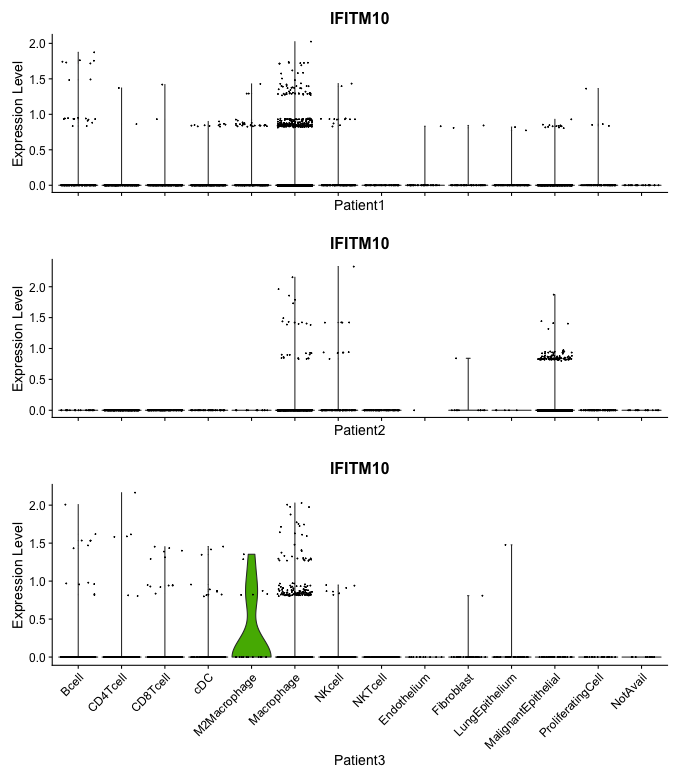 IFITM10
Expression Level
2.0
1.5
1.0
0.5
0.0
Patient1
IFITM10
Expression Level
2.0
1.5
1.0
0.5
0.0
Patient2
IFITM10
Expression Level
2.0
1.5
1.0
0.5
0.0
Bcell
CD4Tcell
CD8Tcell
cDC
M2Macrophage
Macrophage
NKcell
NKTcell
Endothelium
Fibroblast
LungEpithelium
MalignantEpithelial
ProliferatingCell
NotAvail
Patient3